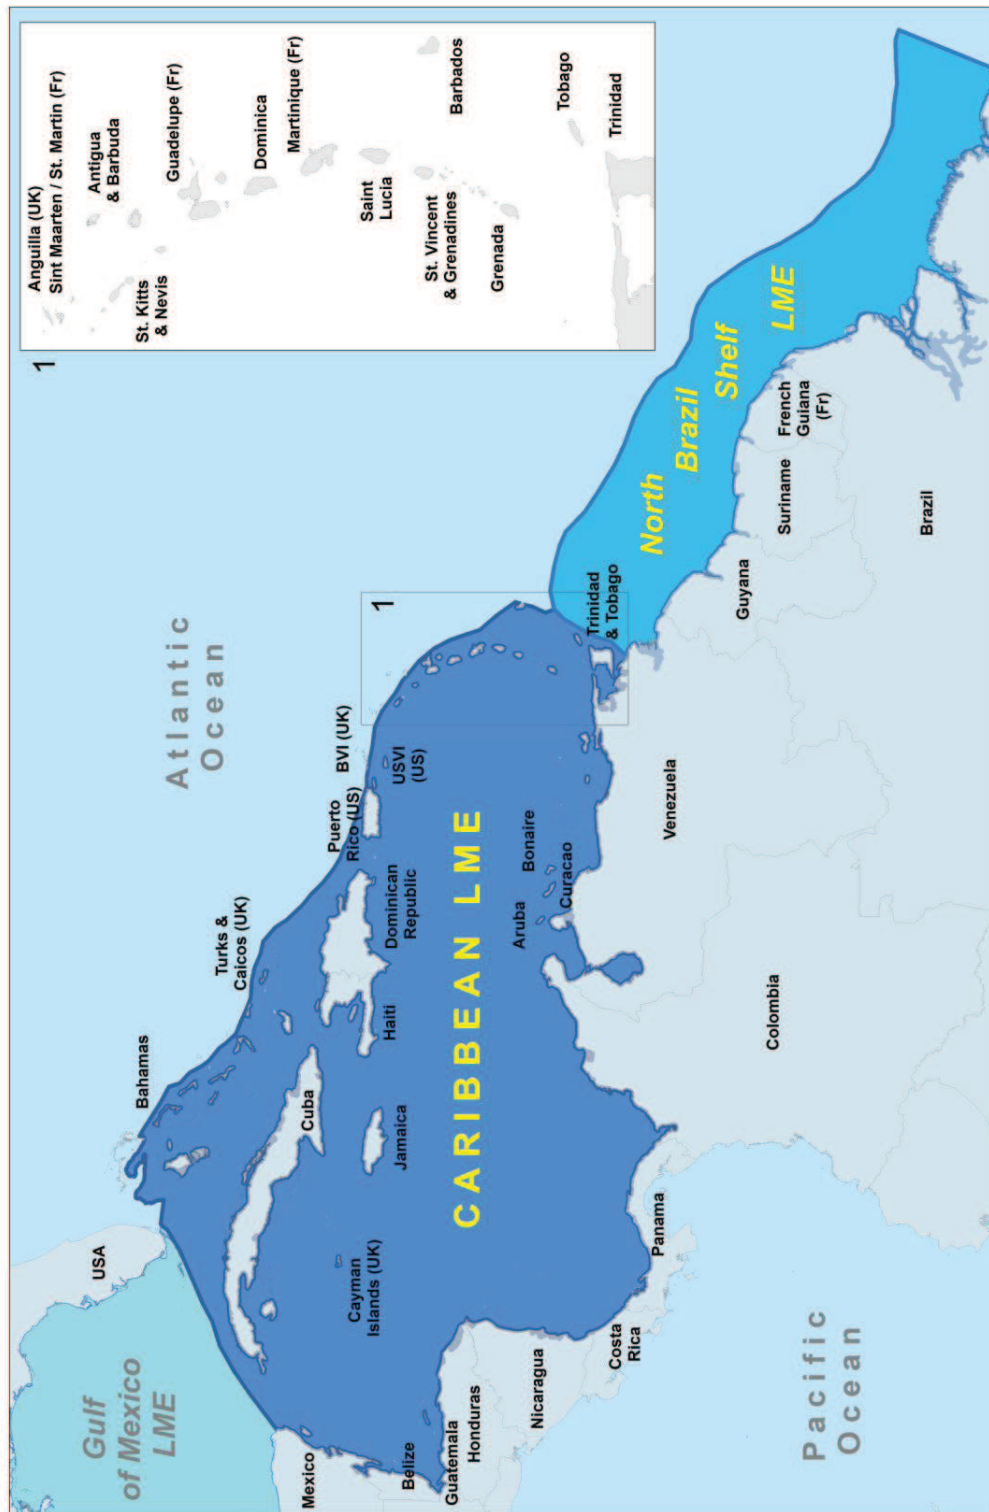 Gulf
of Mexico
LME
USA
Mexico
Belize
Guatemala
Honduras
Nicaragua
Costa
Rica
Panama
Pacific
Ocean
Bahamas
Turks &
Caicos (UK)
Cuba
Cayman
Islands (UK)
Jamaica
Haiti
Dominican
Republic
Puerto
Rico (US)
BVI (UK)
USVI
(US)
Atlantic
Ocean
CARIBBEAN LME
Aruba
Curacao
Bonaire
Colombia
Venezuela
1
Trinidad
& Tobago
Guyana
Suriname
French
Guiana
(Fr)
Brazil
North
Brazil
Shelf
LME
1
Anguilla (UK)
Sint Maarten / St. Martin (Fr)
Antigua
& Barbuda
St. Kitts
& Nevis
Guadelupe (Fr)
Dominica
Martinique (Fr)
Saint
Lucia
St. Vincent
& Grenadines
Barbados
Grenada
Tobago
Trinidad